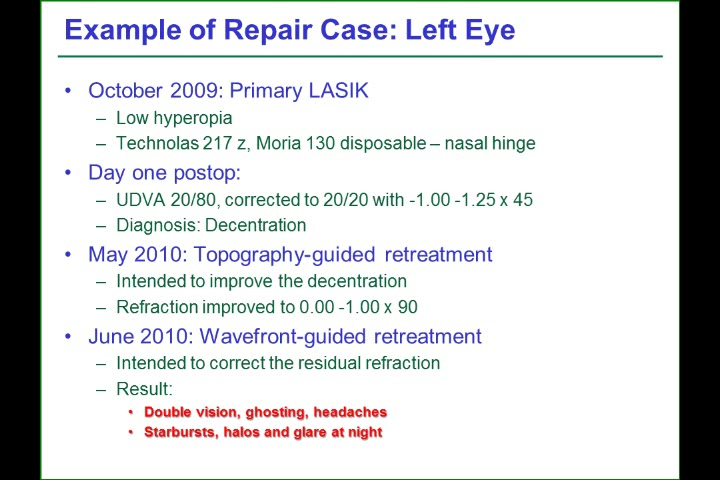 Example of Repair Case: Left Eye
• October 2009: Primary LASIK
– Low hyperopia
– Technolas 217 z, Moria 130 disposable – nasal hinge
• Day one postop:
– UDVA 20/80, corrected to 20/20 with -1.00 -1.25 x 45
– Diagnosis: Decentration
• May 2010: Topography-guided retreatment
– Intended to improve the decentration
– Refraction improved to 0.00 -1.00 x 90
• June 2010: Wavefront-guided retreatment
– Intended to correct the residual refraction
– Result:
• Double vision, ghosting, headaches
• Starbursts, halos and glare at night